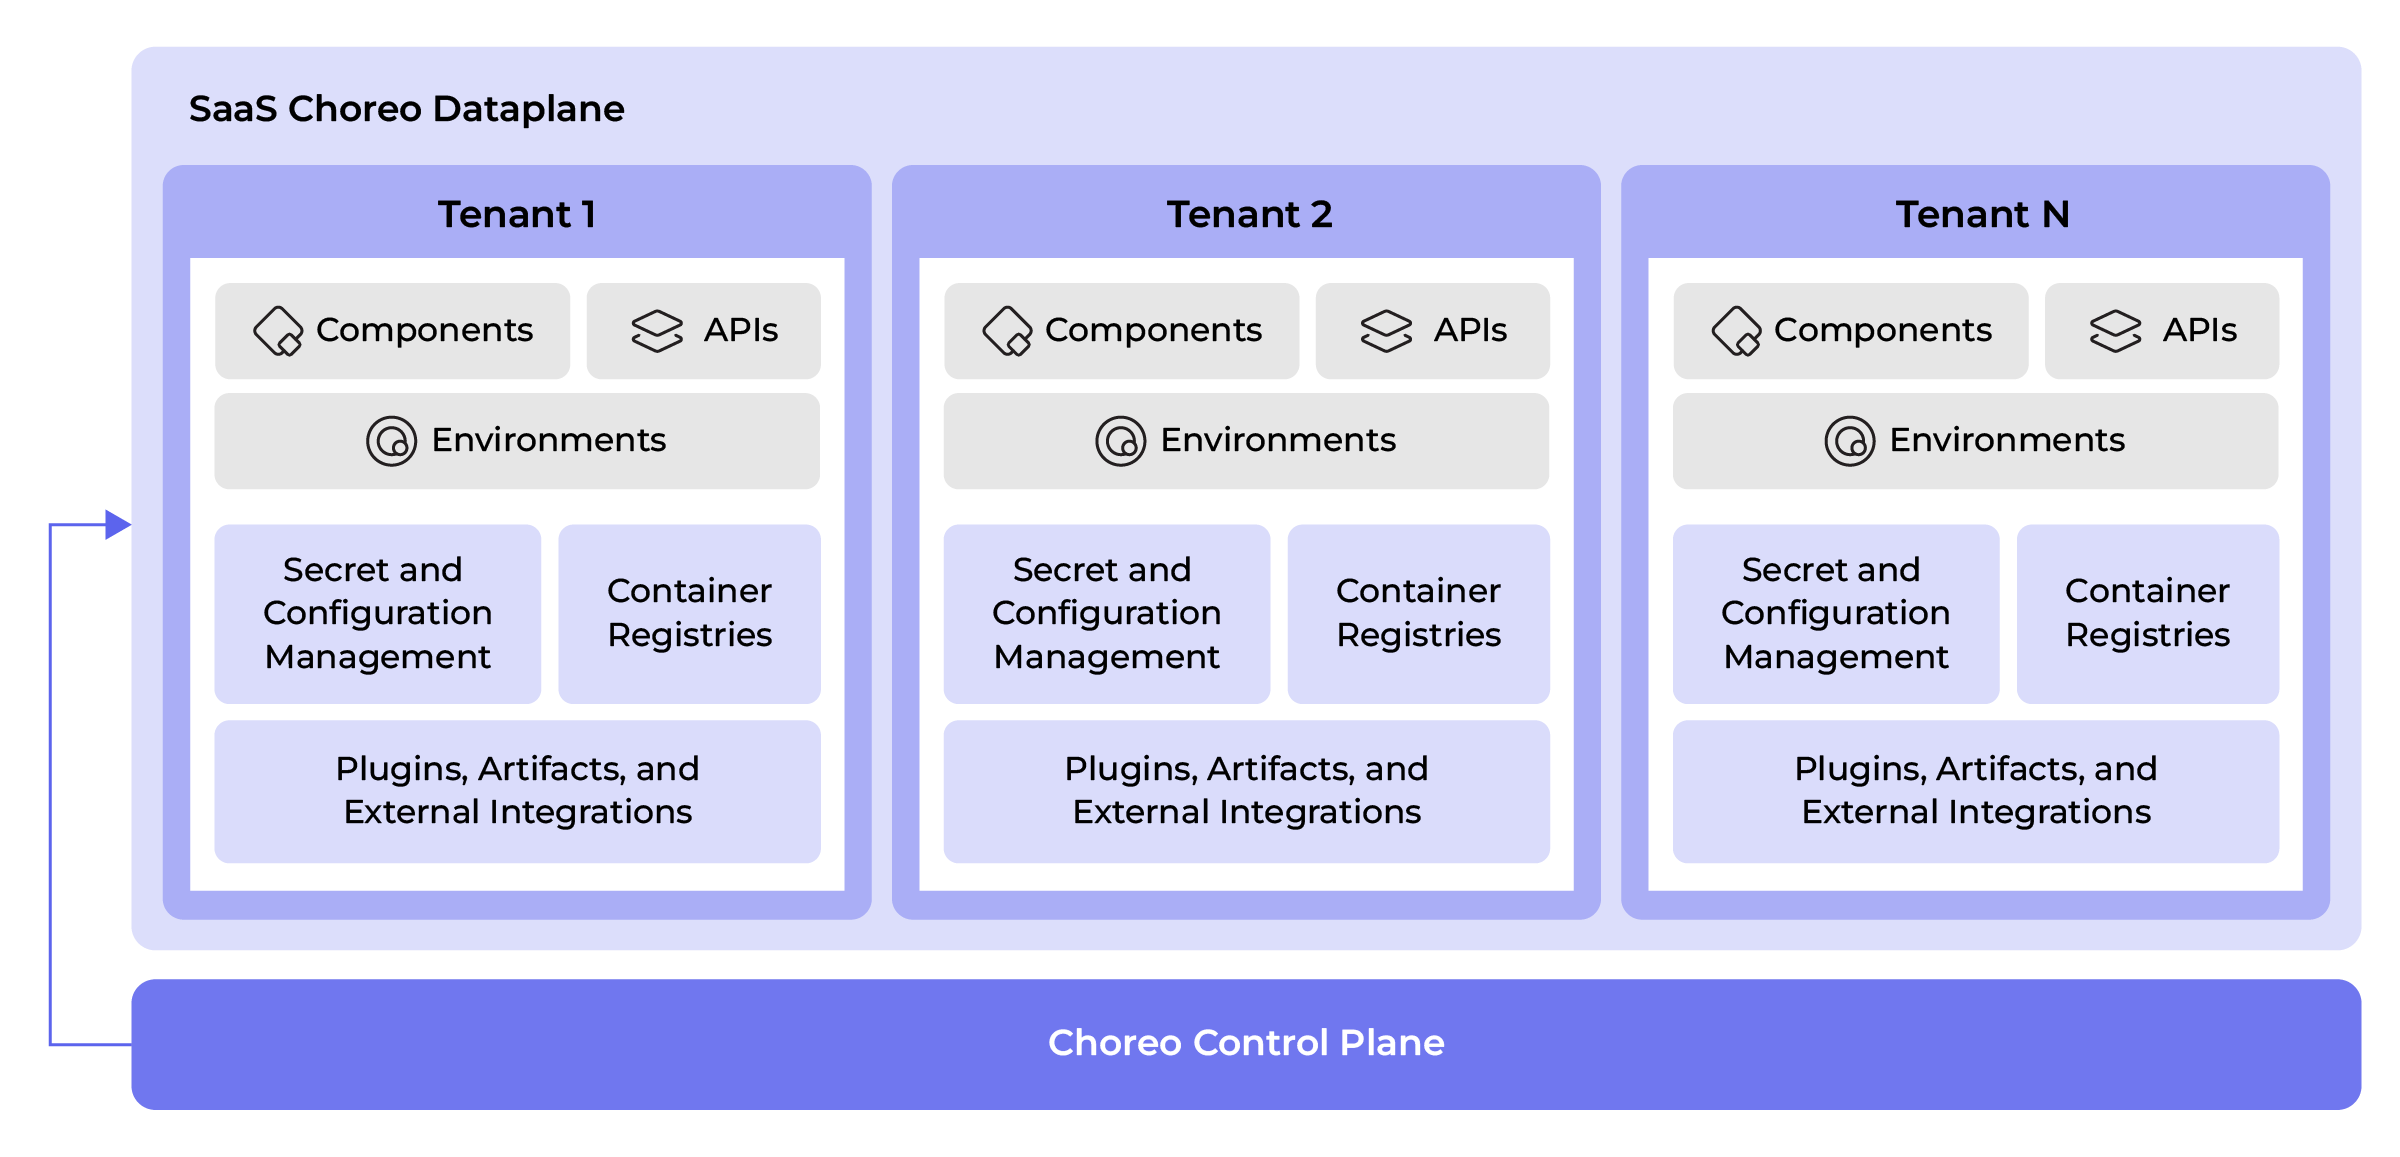 SaaS Choreo Dataplane
Tenant 1
Components
APIs
Environments
Secret and
Configuration
Management
Container
Registries
Plugins, Artifacts, and
External Integrations
Tenant 2
Components
APIs
Environments
Secret and
Configuration
Management
Container
Registries
Plugins, Artifacts, and
External Integrations
Tenant N
Components
APIs
Environments
Secret and
Configuration
Management
Container
Registries
Plugins, Artifacts, and
External Integrations
Choreo Control Plane